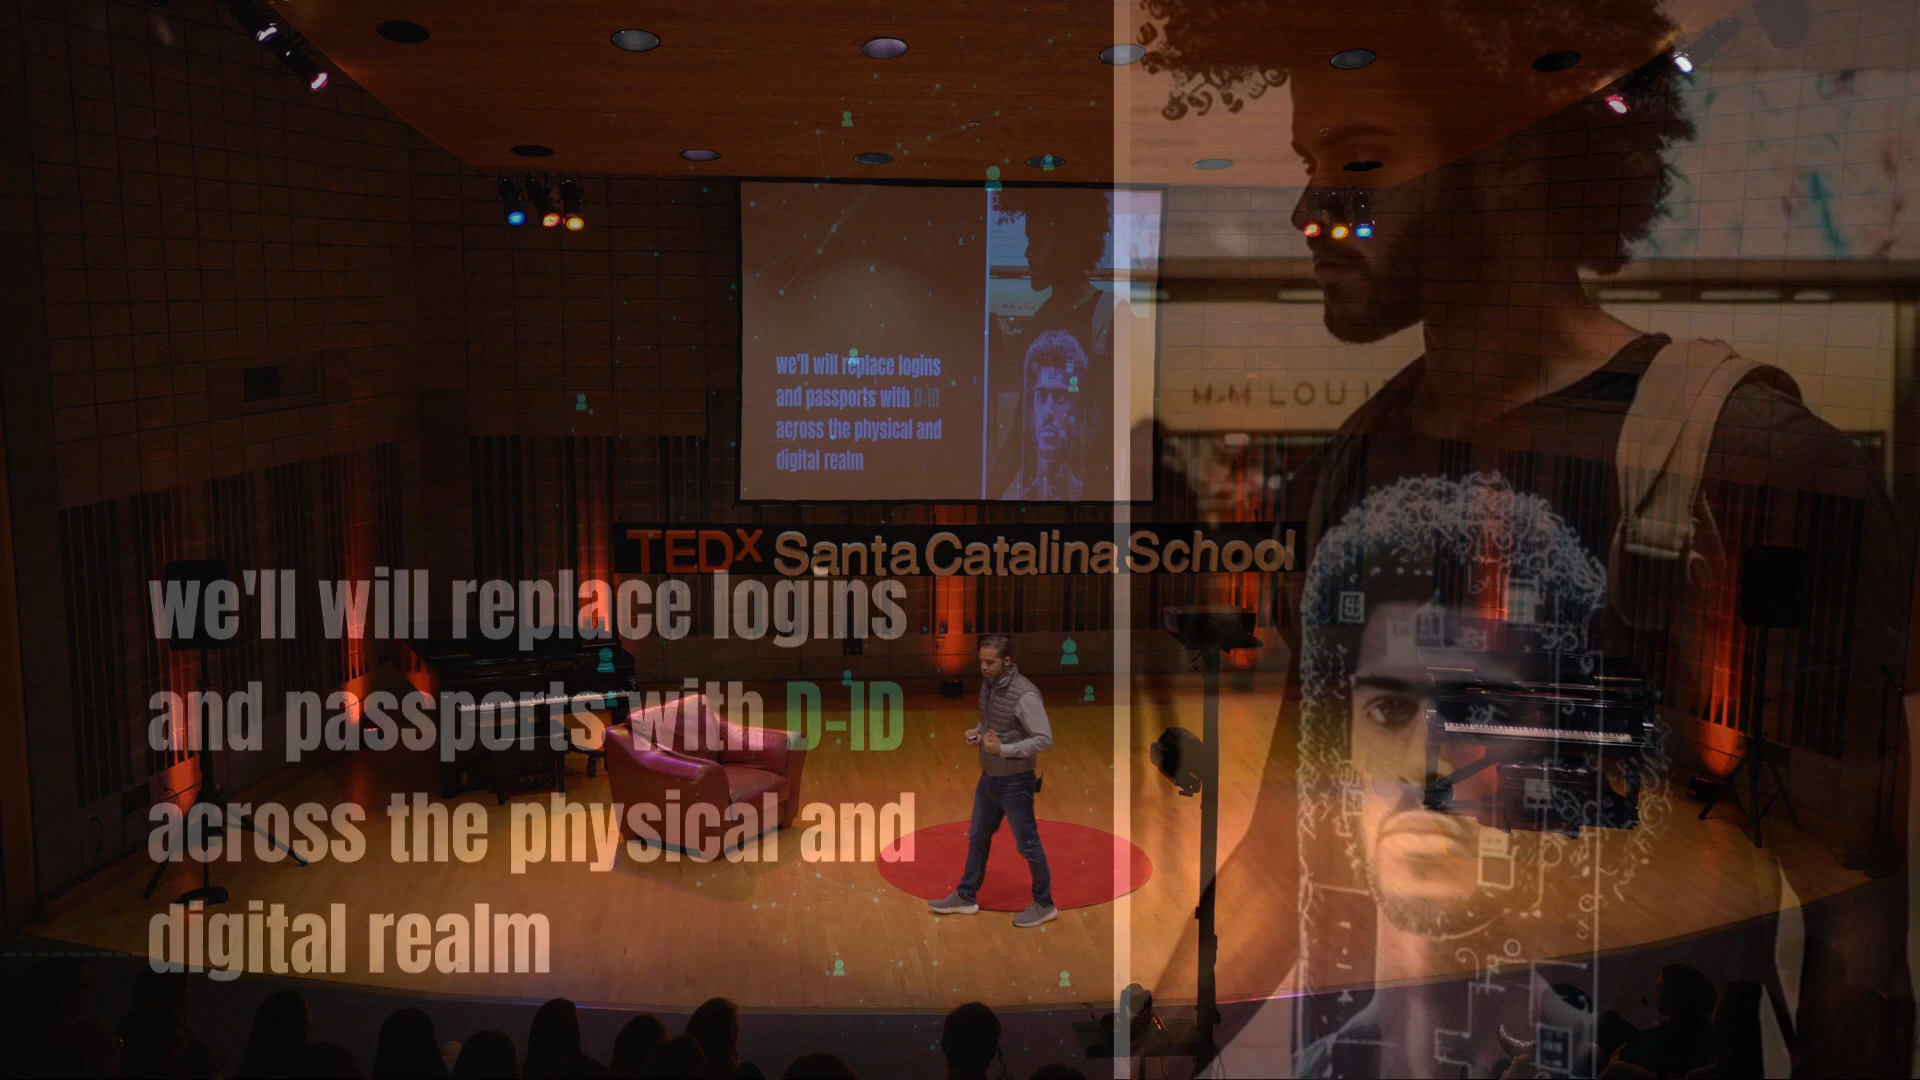 we'll will replace logins
and passports with D-ID
across the physical and
digital realm
TEDx SantaCatalinaSchool
we'll will replace logins
and passports with D-ID
across the physical and
digital realm
LOUI